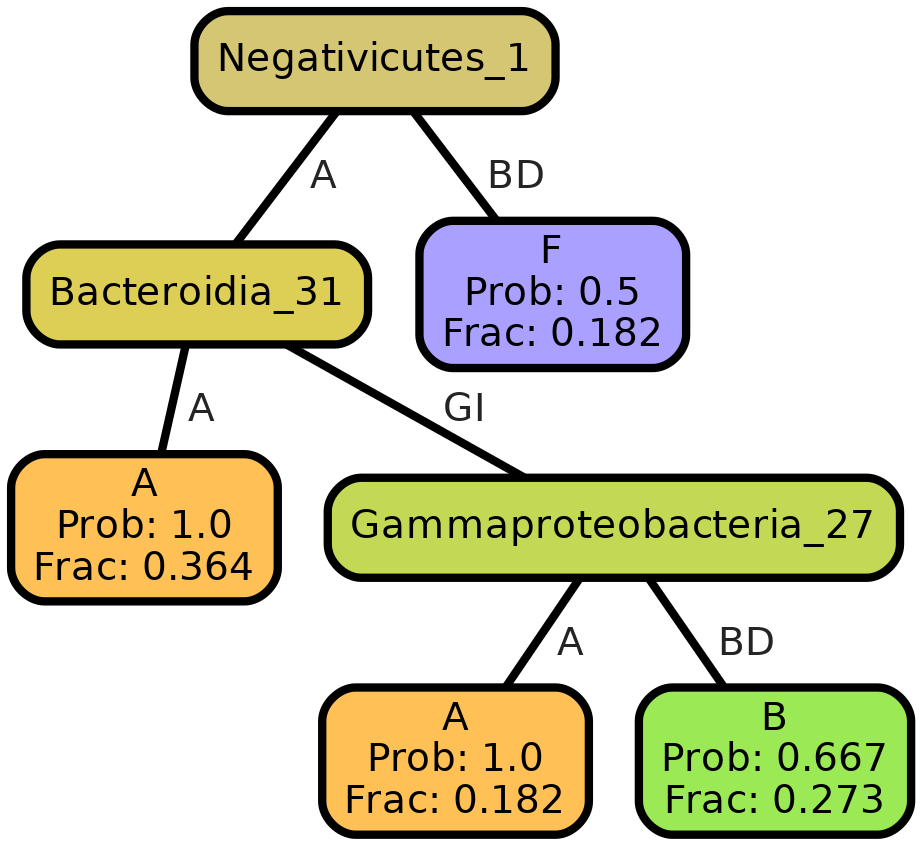 Negativicutes_1
A
BD
Bacteroidia_31
F
Prob: 0.5
Frac: 0.182
A
GI
A
Prob: 1.0
Frac: 0.364
Gammaproteobacteria_27
A
BD
A
Prob: 1.0
Frac: 0.182
B
Prob: 0.667
Frac: 0.273